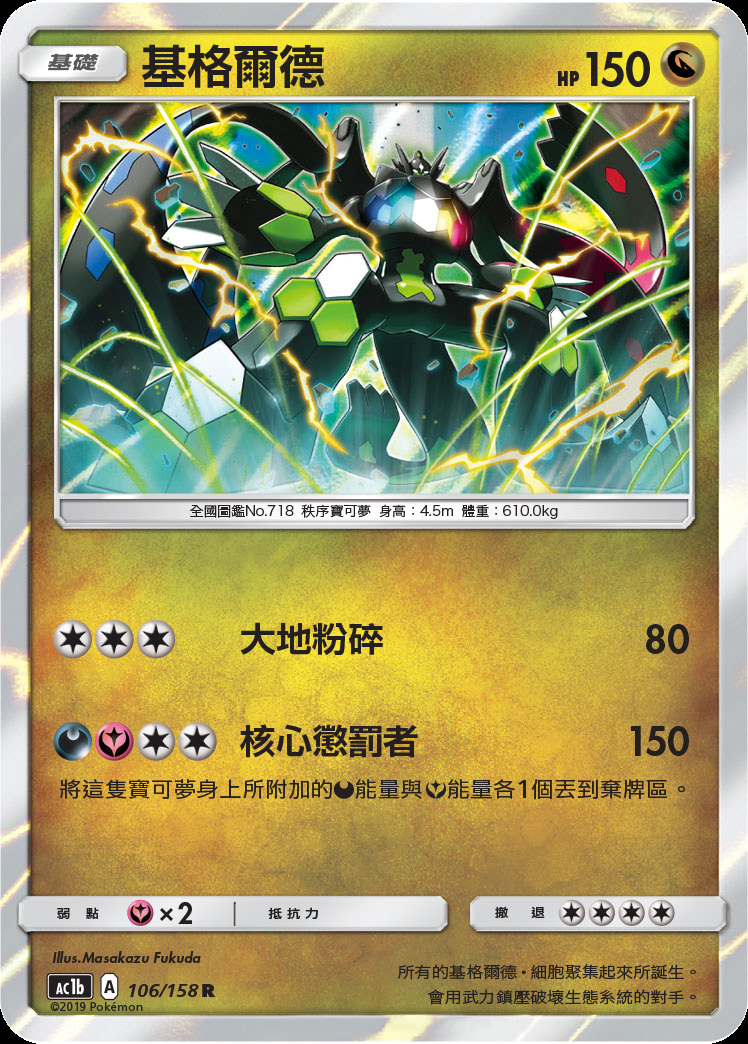 基礎 基格爾德 HP 150
全國圖鑑No.718 秩序寶可夢 身高：4.5m 體重：610.0kg
大地粉碎 80
核心懲罰者 150
將這隻寶可夢身上所附加的能量與能量各1個丟到棄牌區。
弱點 ×2 抵抗力 撤退
Illus.Masakazu Fukuda
AC1b A 106/158 R
©2019 Pokémon
所有的基格爾德・細胞聚集起來所誕生。
會用武力鎮壓破壞生態系統的對手。